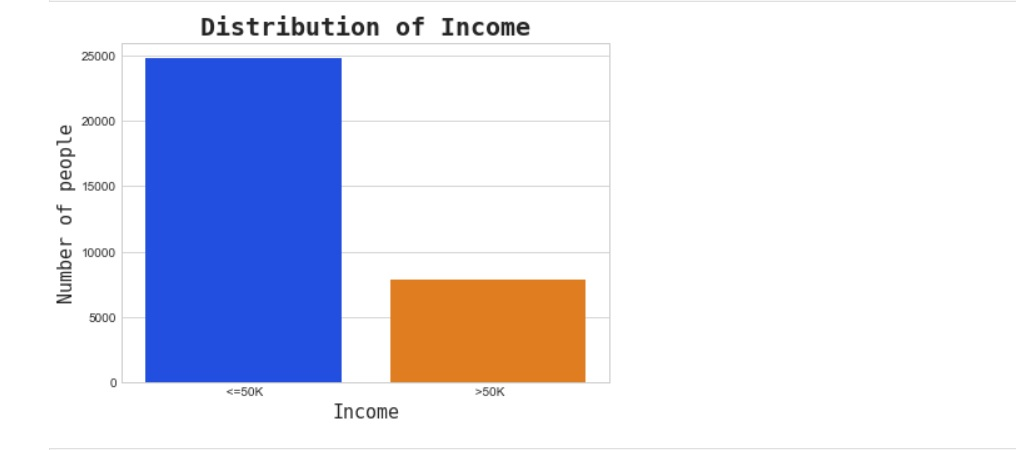 Distribution of Income
25000
20000
15000
10000
5000
0
Number of people
<=50K >50K
Income